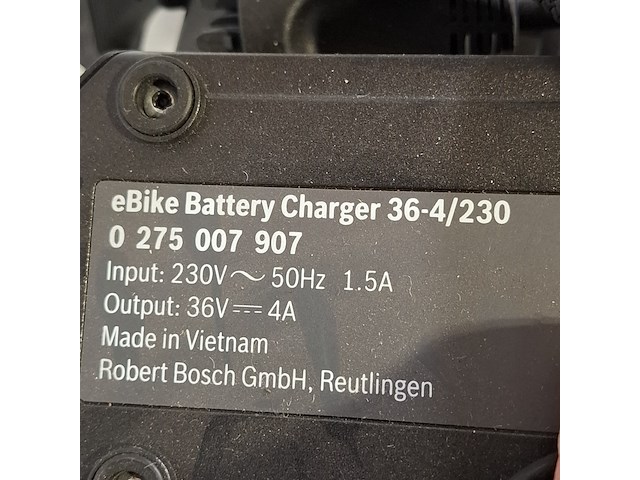 eBike Battery Charger 36-4/230
0 275 007 907
Input: 230V～ 50Hz 1.5A
Output: 36V⎓ 4A
Made in Vietnam
Robert Bosch GmbH, Reutlingen